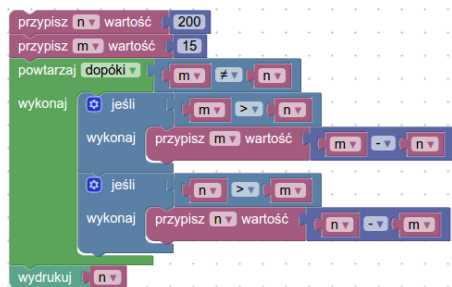 przypisz n ▾ wartość 200
przypisz m ▾ wartość 15
powtarzaj dopóki ▾ m ▾ ≠ ▾ n ▾
wykonaj jeśli m ▾ > ▾ n ▾
wykonaj przypisz m ▾ wartość m ▾ - ▾ n ▾
jeśli n ▾ > ▾ m ▾
wykonaj przypisz n ▾ wartość n ▾ - ▾ m ▾
wydrukuj n ▾